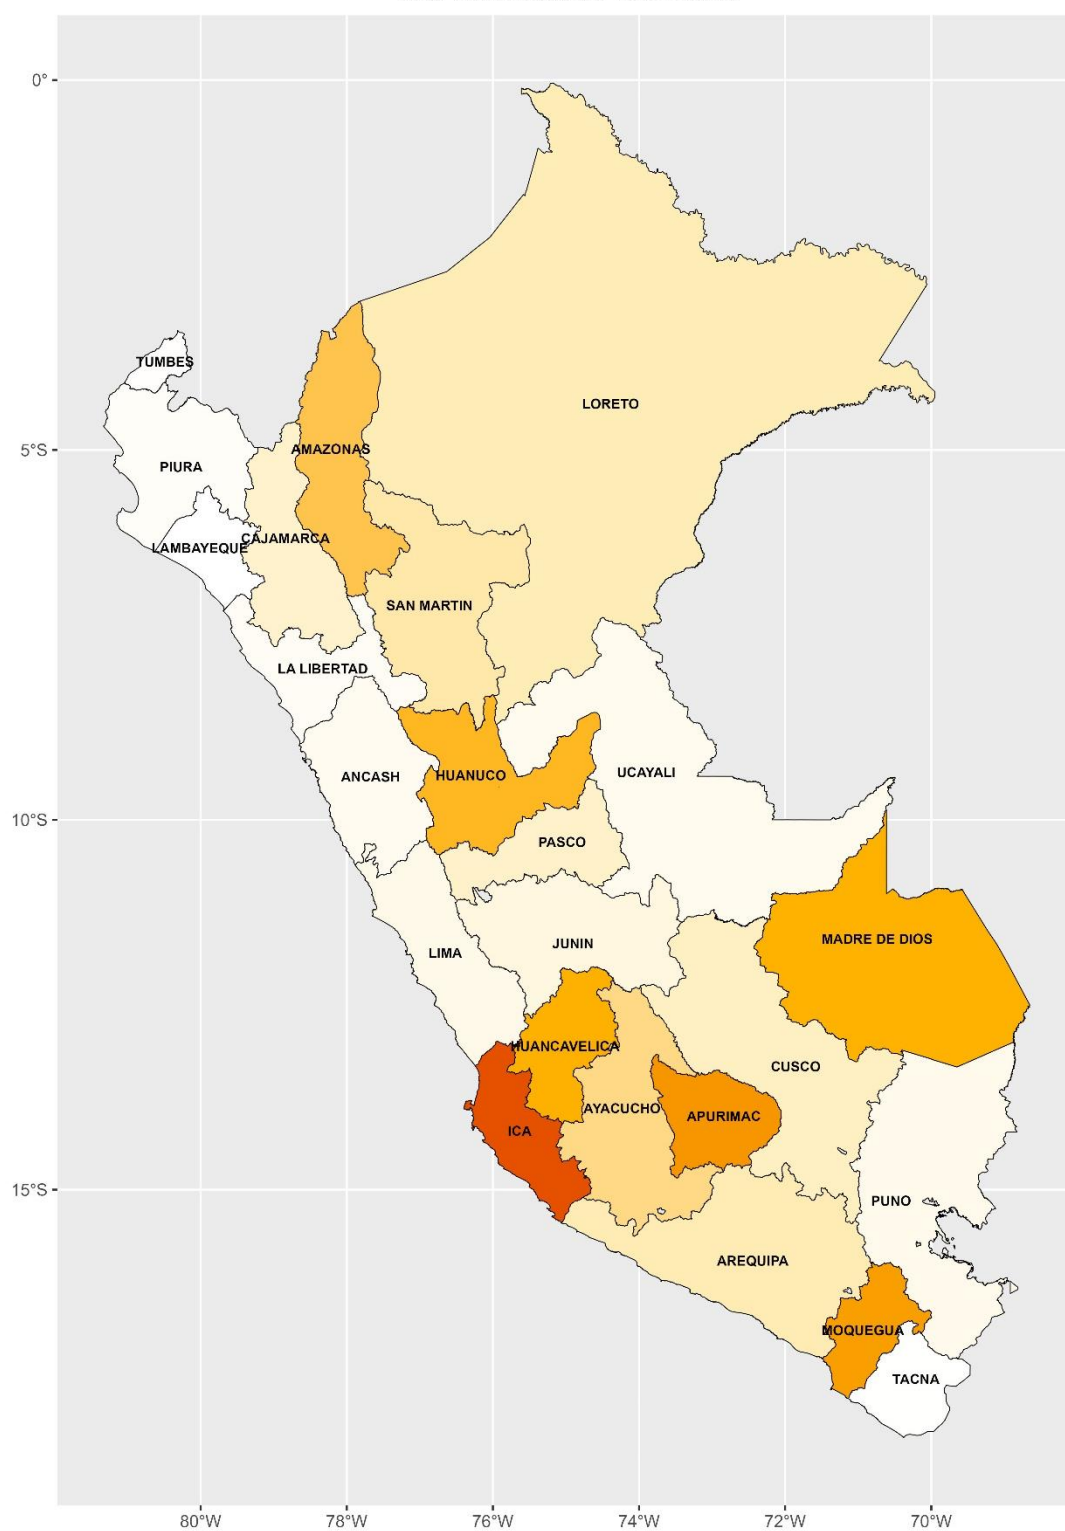 0°
TUMBES
LORETO
5°S
AMAZONAS
PIURA
CAJAMARCA
LAMBAYEQUE
SAN MARTIN
LA LIBERTAD
UCAYALI
ANCASH
HUANUCO
10°S
PASCO
MADRE DE DIOS
JUNIN
LIMA
HUANCAVELICA
CUSCO
AYACUCHO
APURIMAC
ICA
15°S
PUNO
AREQUIPA
MOQUEGUA
TACNA
80°W 78°W 76°W 74°W 72°W 70°W